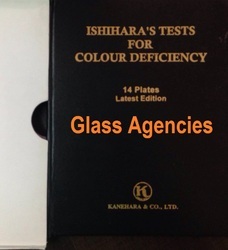 ISHIHARA'S TESTS
FOR
COLOUR DEFICIENCY
14 Plates
Latest Edition
Glass Agencies
K
KANEHARA & CO., LTD.